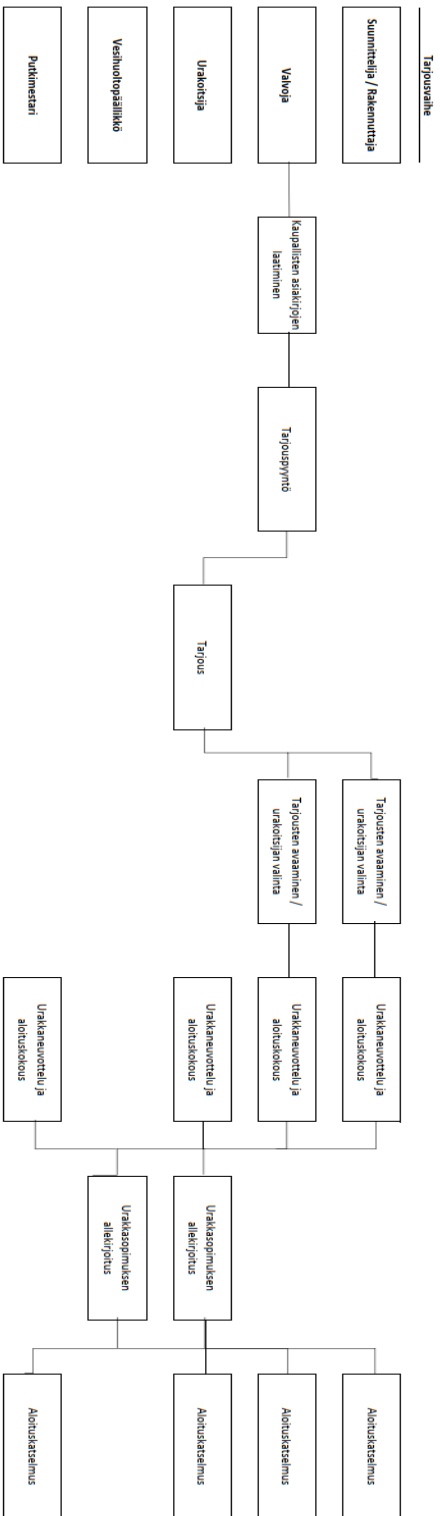 Tarjousvaihe
Suunnittelija / Rakennuttaja
Tarjousten avaaminen /
urakoitsijan valinta
Urakkaneuvottelu ja
aloituskokous
Aloituskatselmus
Valvoja
Kaupallisten asiakirjojen
laatiminen
Tarjouspyyntö
Tarjousten avaaminen /
urakoitsijan valinta
Urakkaneuvottelu ja
aloituskokous
Aloituskatselmus
Urakoitsija
Tarjous
Urakkaneuvottelu ja
aloituskokous
Urakkasopimuksen
allekirjoitus
Aloituskatselmus
Vesihuoltopäällikkö
Urakkasopimuksen
allekirjoitus
Putkimestari
Urakkaneuvottelu ja
aloituskokous
Aloituskatselmus